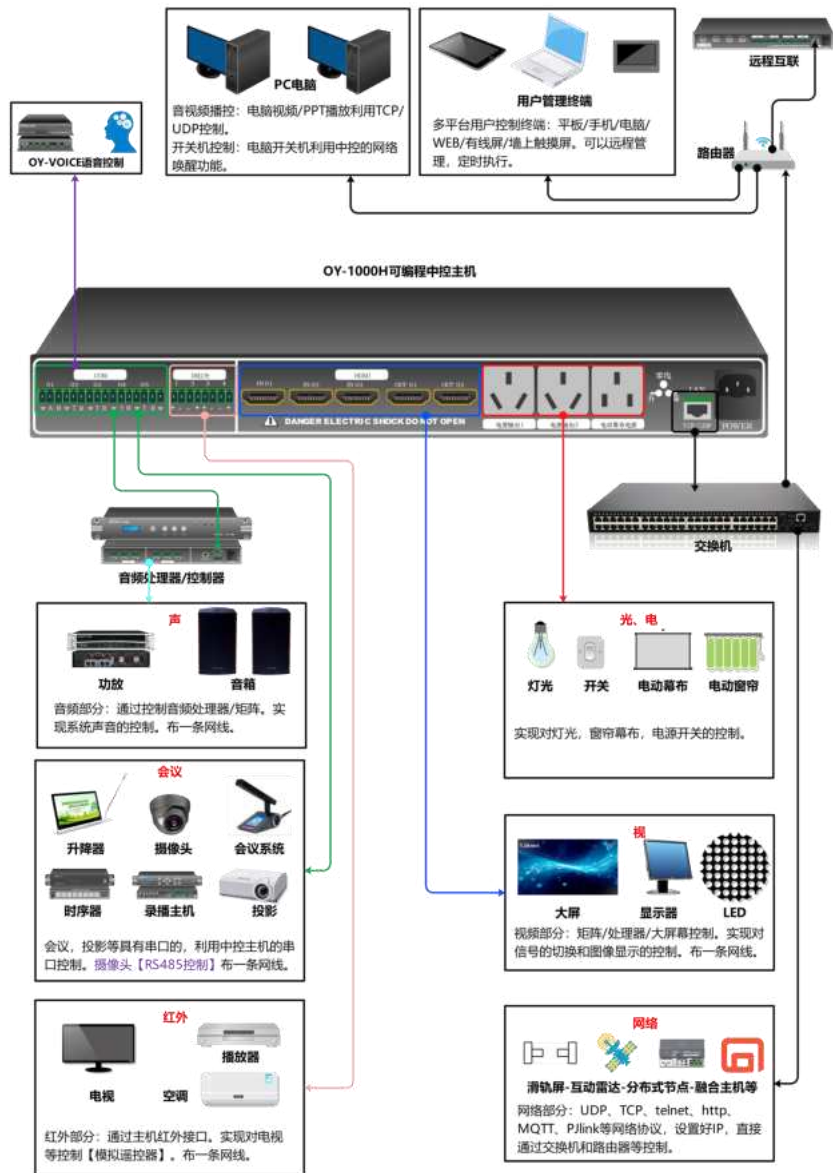 PC电脑
音视频播控：电脑视频/PPT播放利用TCP/
UDP控制。
开关机控制：电脑开关机利用中控的网络
唤醒功能。
用户管理终端
多平台用户控制终端：平板/手机/电脑/
WEB/有线屏/墙上触摸屏。可以远程管
理，定时执行。
远程互联
路由器
OY-VOICE语音控制
OY-1000H可编程中控主机
COM
HDMI
DANGER ELECTRIC SHOCK DO NOT OPEN
POWER
交换机
音频处理器/控制器
声
功放
音箱
音频部分：通过控制音频处理器/矩阵。实
现系统声音的控制。布一条网线。
光、电
灯光
开关
电动幕布
电动窗帘
实现对灯光，窗帘幕布，电源开关的控制。
会议
升降器
摄像头
会议系统
时序器
录播主机
投影
会议，投影等具有串口的，利用中控主机的串
口控制。摄像头【RS485控制】布一条网线。
视
大屏
显示器
LED
视频部分：矩阵/处理器/大屏幕控制。实现对
信号的切换和图像显示的控制。布一条网线。
红外
播放器
电视
空调
红外部分：通过主机红外接口。实现对电视
等控制【模拟遥控器】。布一条网线。
网络
滑轨屏-互动雷达-分布式节点-融合主机等
网络部分：UDP、TCP、telnet、http、
MQTT、PJlink等网络协议，设置好IP，直接
通过交换机和路由器等控制。